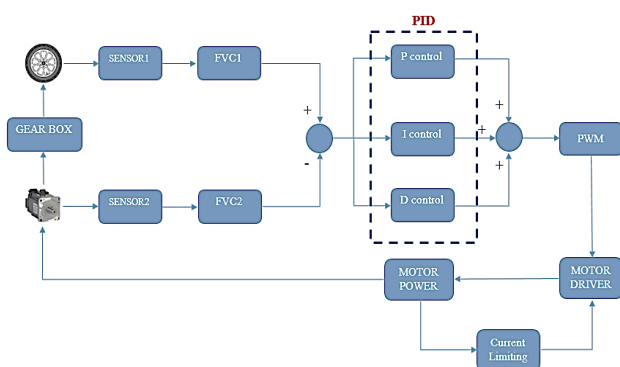 PID
SENSOR1
FVC1
P control
+
+
GEAR BOX
I control
+
PWM
-
+
SENSOR2
FVC2
D control
MOTOR
POWER
MOTOR
DRIVER
Current
Limiting